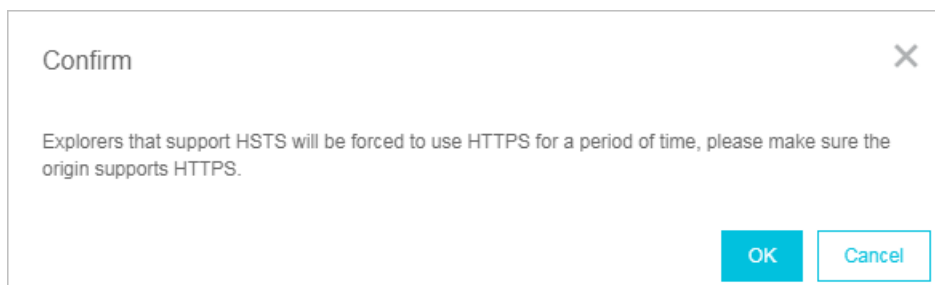 Confirm
Explorers that support HSTS will be forced to use HTTPS for a period of time, please make sure the
origin supports HTTPS.
OK
Cancel